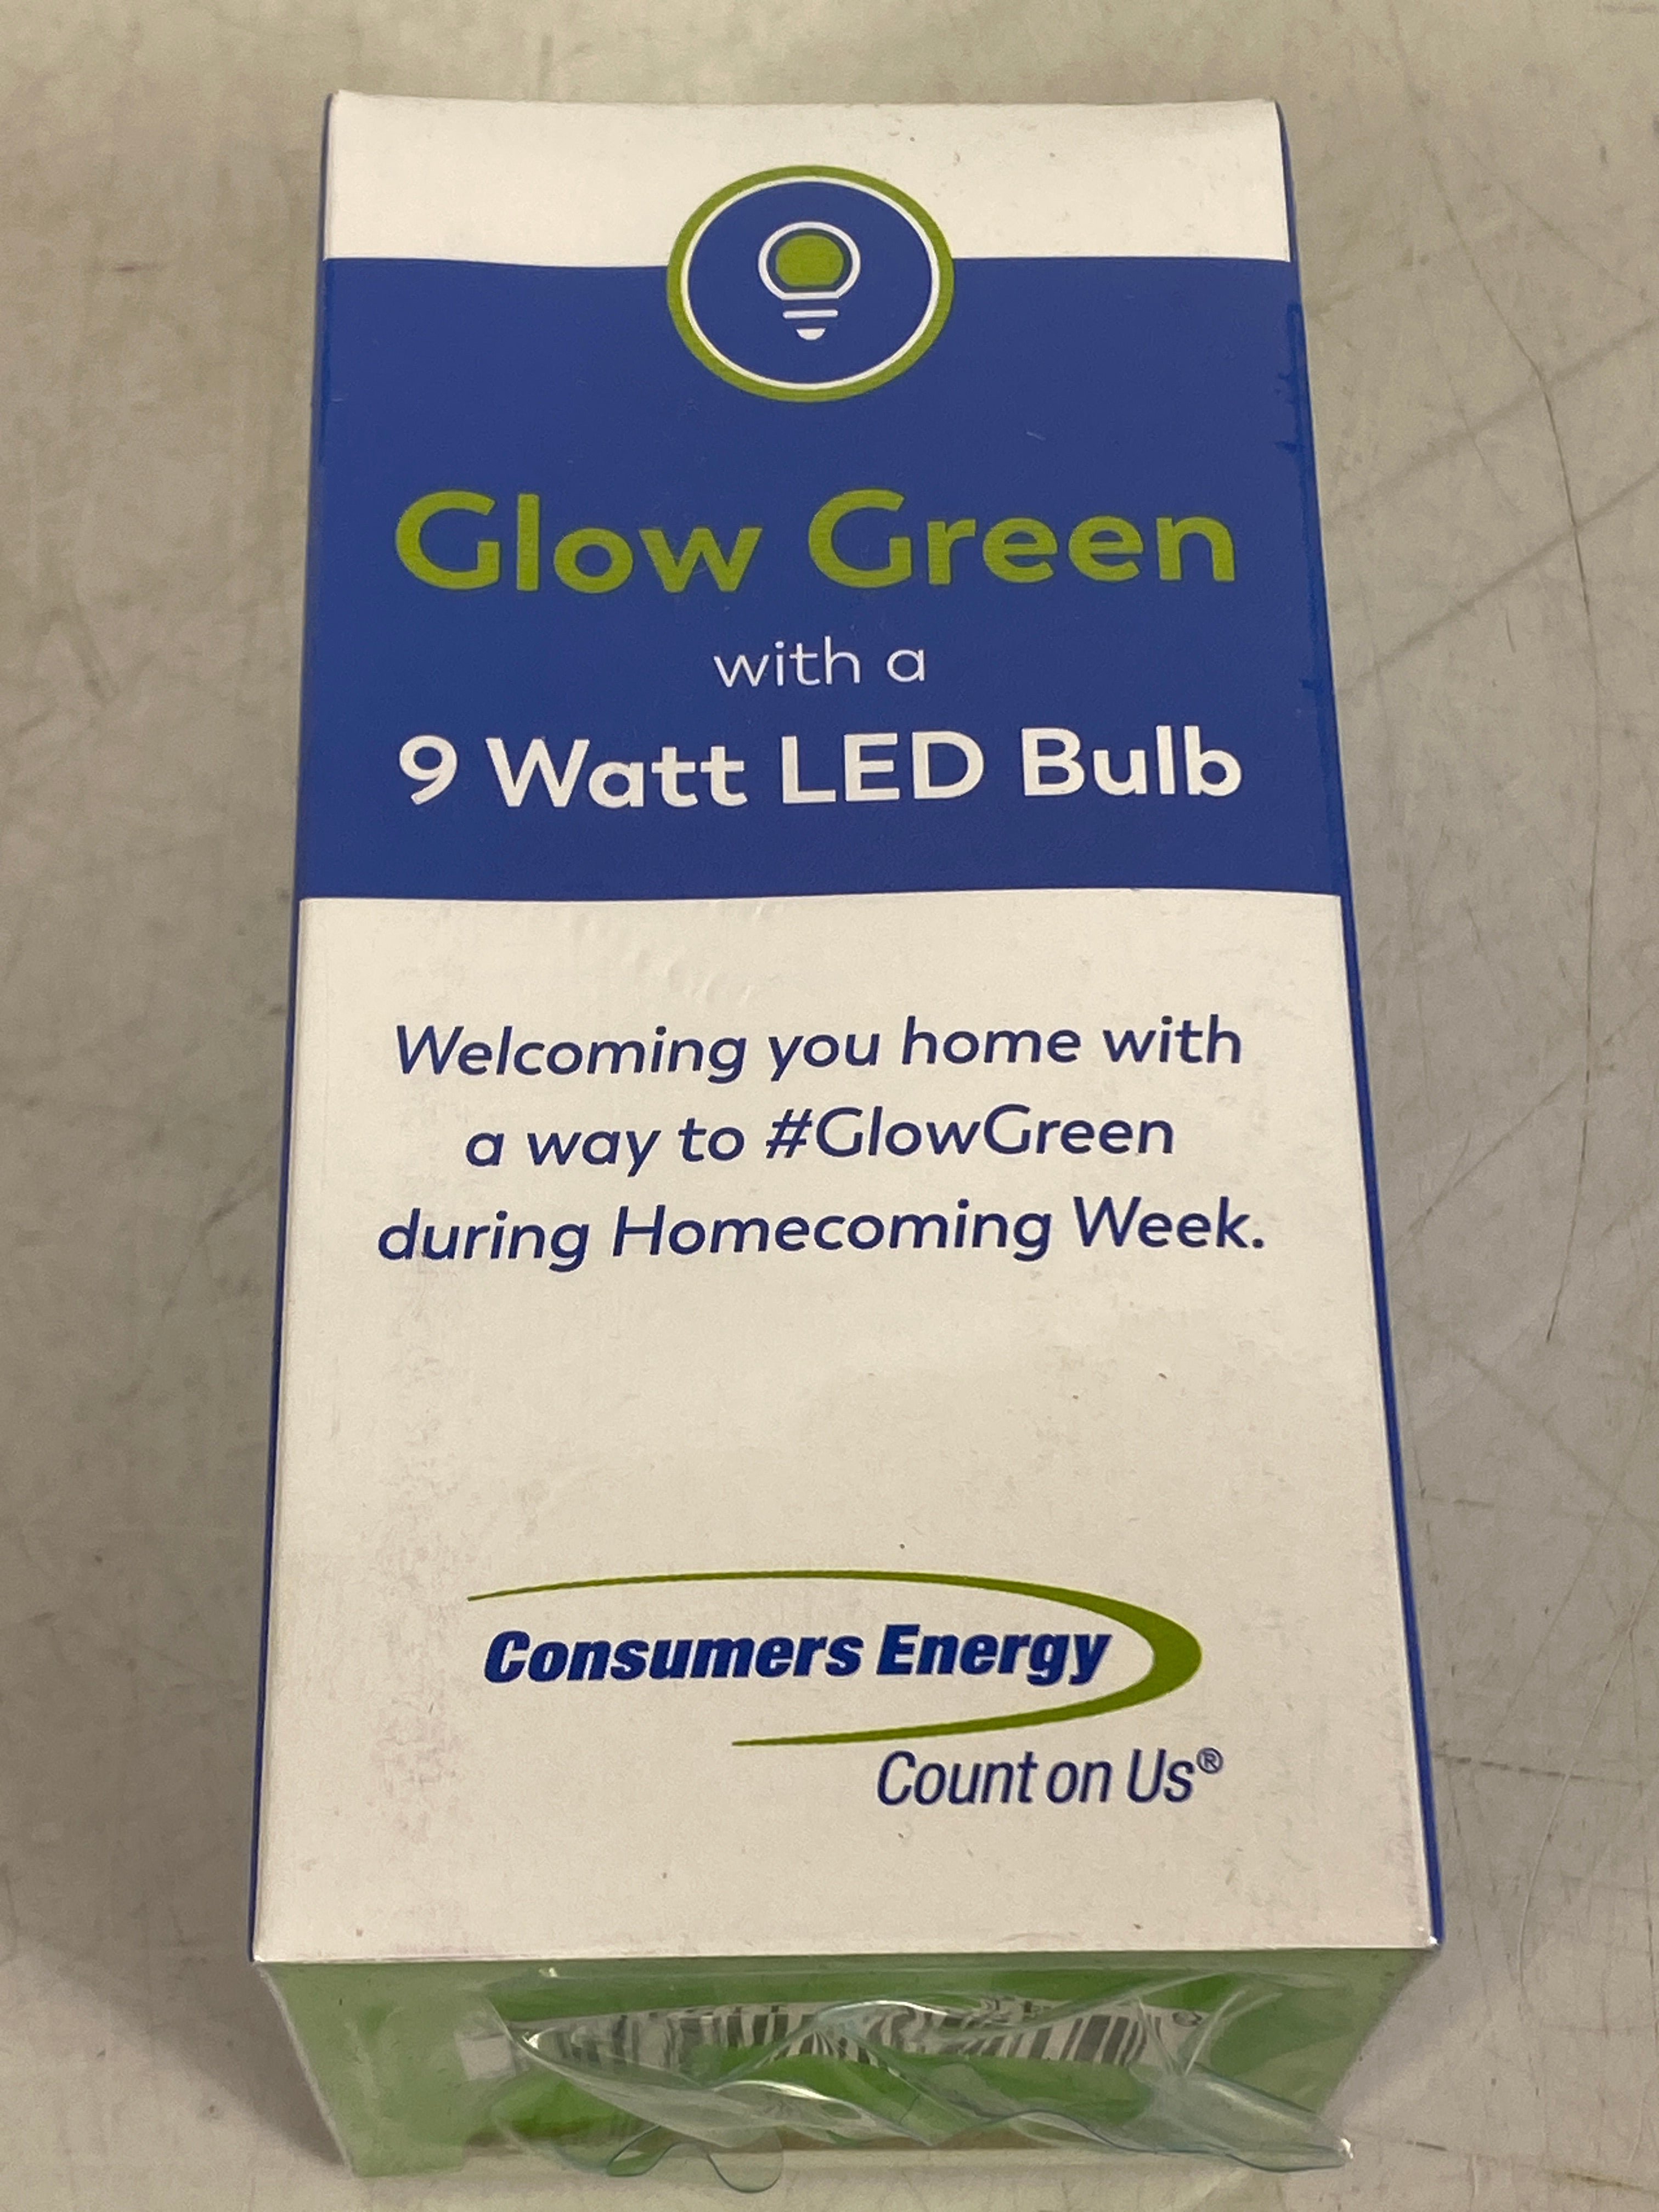 Glow Green
with a
9 Watt LED Bulb
Welcoming you home with
a way to #GlowGreen
during Homecoming Week.
Consumers Energy
Count on Us®